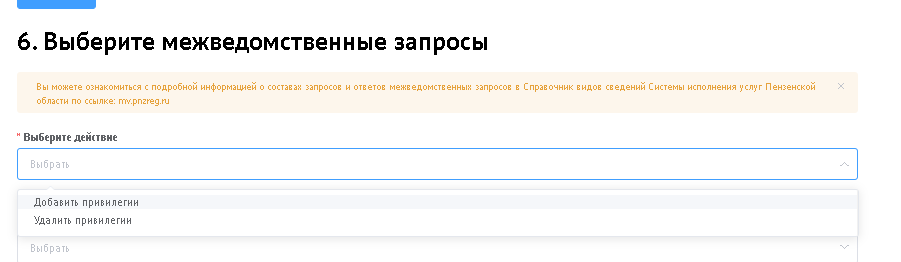 6. Выберите межведомственные запросы
Вы можете ознакомиться с подробной информацией о составах запросов и ответов межведомственных запросов в Справочник видов сведений Системы исполнения услуг Пензенской
области по ссылке: mv.pnzreg.ru
* Выберите действие
Выбрать
Добавить привилегии
Удалить привилегии
Выбрать